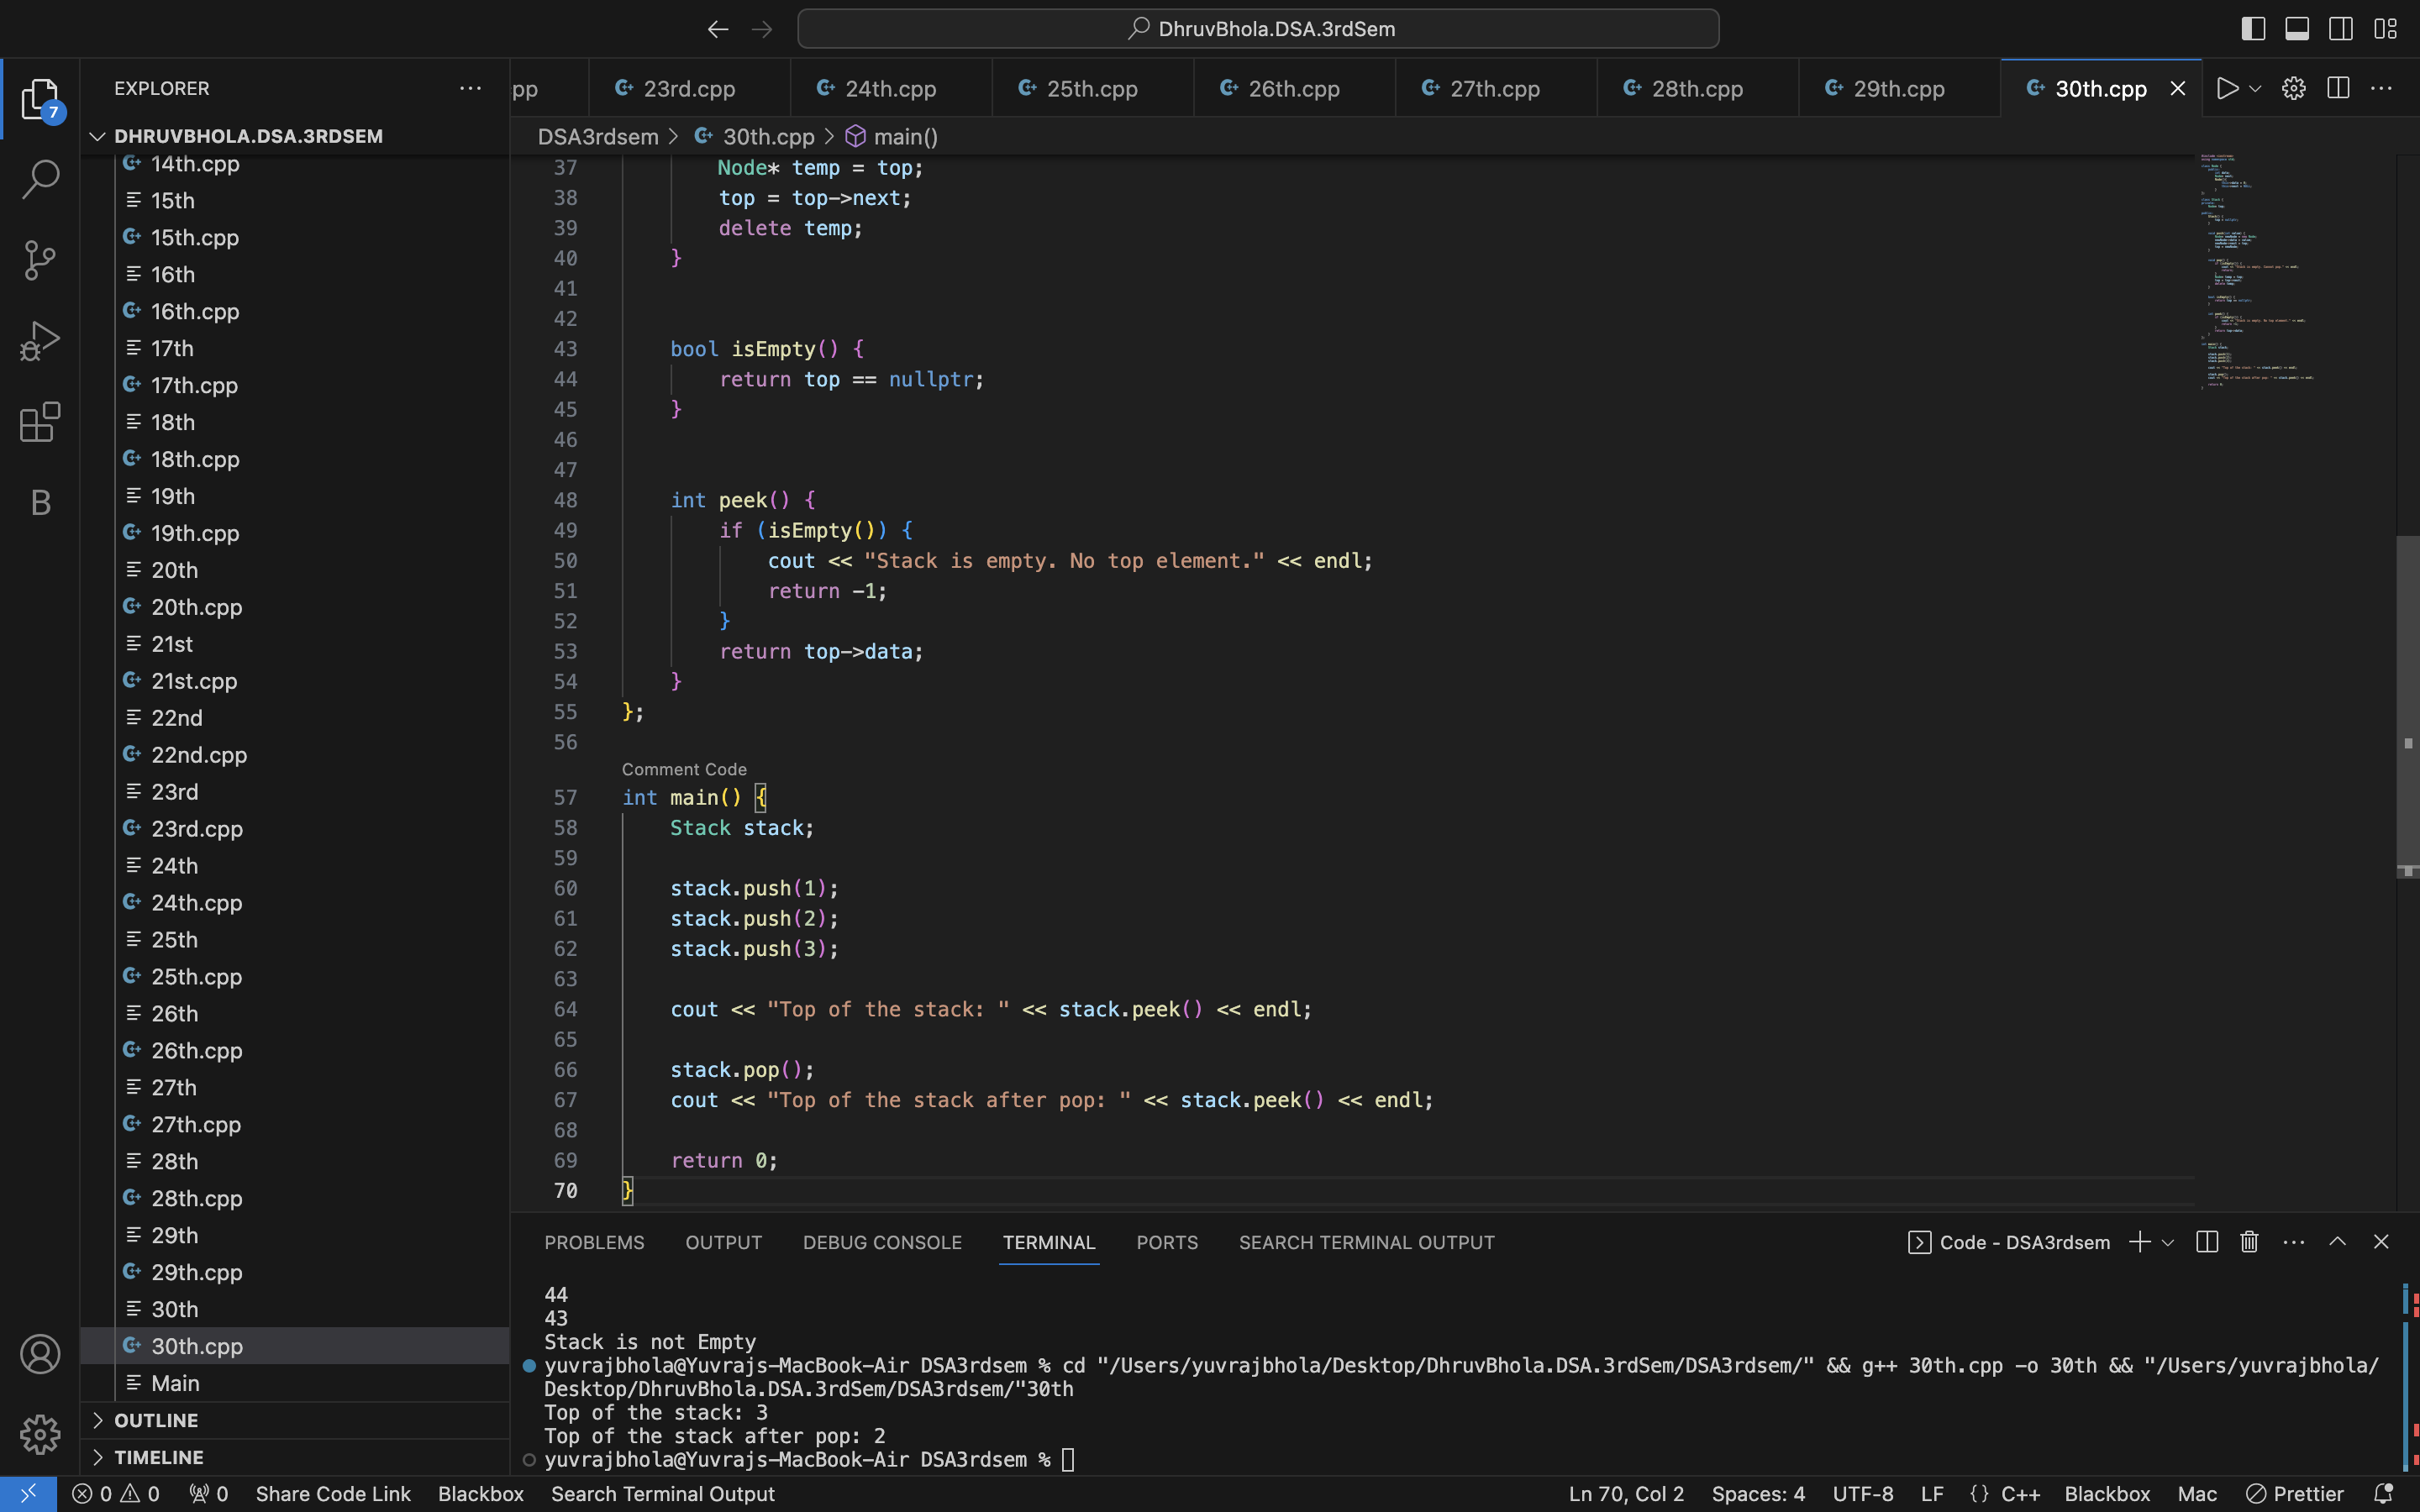 DhruvBhola.DSA.3rdSem
EXPLORER
pp
23rd.cpp
24th.cpp
25th.cpp
26th.cpp
27th.cpp
28th.cpp
29th.cpp
30th.cpp
7
DHRUVBHOLA.DSA.3RDSEM
14th.cpp
15th
15th.cpp
16th
16th.cpp
17th
17th.cpp
18th
18th.cpp
19th
19th.cpp
20th
20th.cpp
21st
21st.cpp
22nd
22nd.cpp
23rd
23rd.cpp
24th
24th.cpp
25th
25th.cpp
26th
26th.cpp
27th
27th.cpp
28th
28th.cpp
29th
29th.cpp
30th
30th.cpp
Main
OUTLINE
TIMELINE
B
DSA3rdsem > 30th.cpp > main()
37 Node* temp = top;
38 top = top->next;
39 delete temp;
40 }
41
42
43 bool isEmpty() {
44 return top == nullptr;
45 }
46
47
48 int peek() {
49 if (isEmpty()) {
50 cout << "Stack is empty. No top element." << endl;
51 return -1;
52 }
53 return top->data;
54 }
55 };
56
Comment Code
57 int main() {
58 Stack stack;
59
60 stack.push(1);
61 stack.push(2);
62 stack.push(3);
63
64 cout << "Top of the stack: " << stack.peek() << endl;
65
66 stack.pop();
67 cout << "Top of the stack after pop: " << stack.peek() << endl;
68
69 return 0;
70 }
PROBLEMS OUTPUT DEBUG CONSOLE TERMINAL PORTS SEARCH TERMINAL OUTPUT
Code - DSA3rdsem
44
43
Stack is not Empty
yuvrajbhola@Yuvrajs-MacBook-Air DSA3rdsem % cd "/Users/yuvrajbhola/Desktop/DhruvBhola.DSA.3rdSem/DSA3rdsem/" && g++ 30th.cpp -o 30th && "/Users/yuvrajbhola/
Desktop/DhruvBhola.DSA.3rdSem/DSA3rdsem/"30th
Top of the stack: 3
Top of the stack after pop: 2
yuvrajbhola@Yuvrajs-MacBook-Air DSA3rdsem %
0 0 0 Share Code Link Blackbox Search Terminal Output
Ln 70, Col 2 Spaces: 4 UTF-8 LF {} C++ Blackbox Mac Prettier